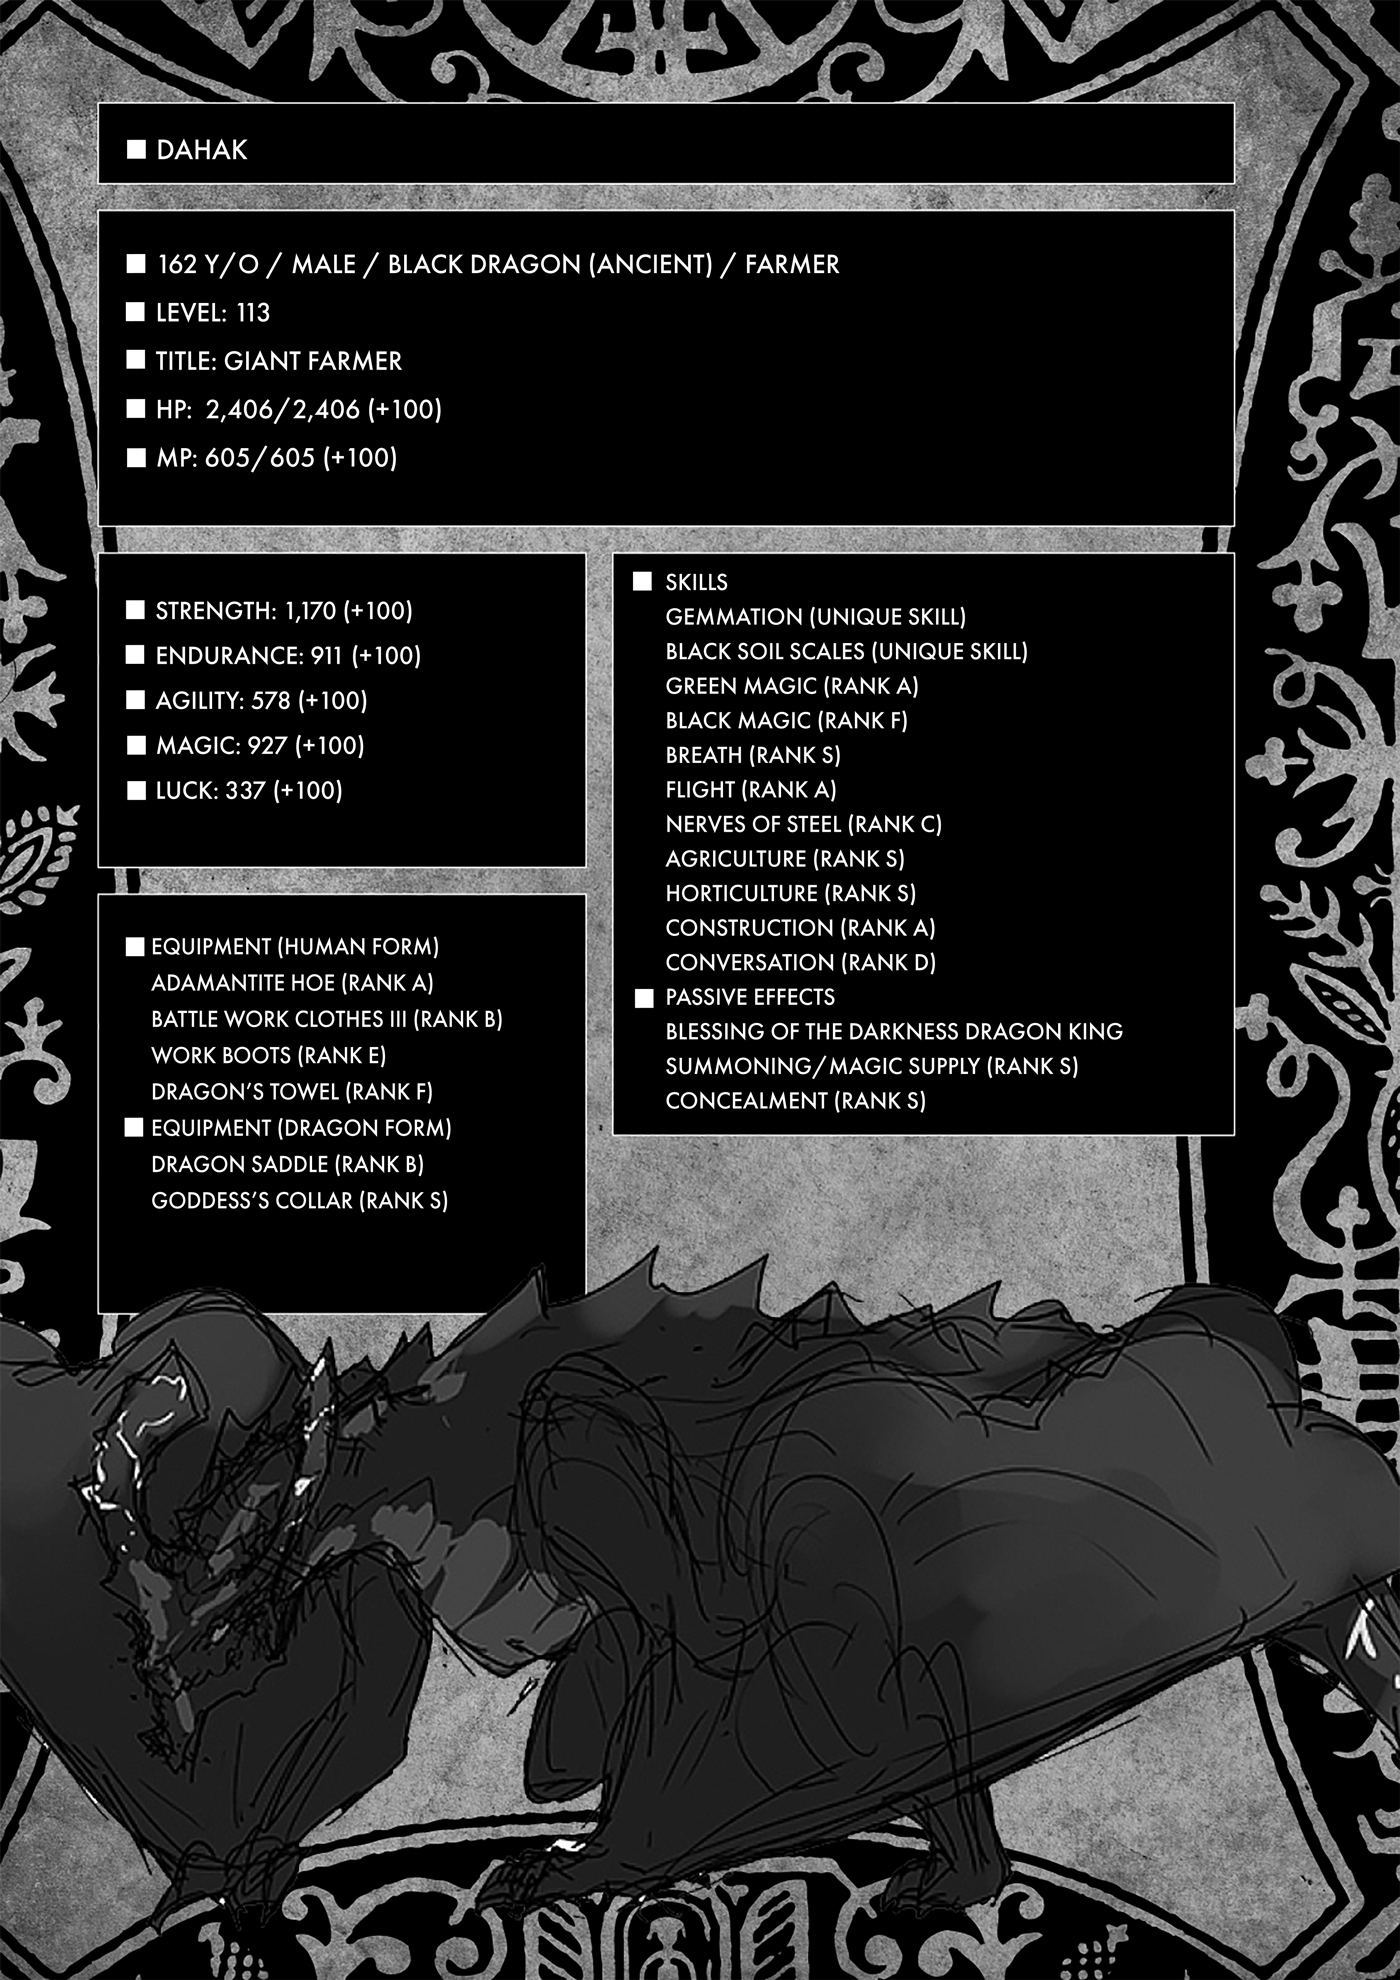 DAHAK
162 Y/O / MALE / BLACK DRAGON (ANCIENT) / FARMER
LEVEL: 113
TITLE: GIANT FARMER
HP: 2,406/2,406 (+100)
MP: 605/605 (+100)
STRENGTH: 1,170 (+100)
ENDURANCE: 911 (+100)
AGILITY: 578 (+100)
MAGIC: 927 (+100)
LUCK: 337 (+100)
EQUIPMENT (HUMAN FORM)
ADAMANTITE HOE (RANK A)
BATTLE WORK CLOTHES III (RANK B)
WORK BOOTS (RANK E)
DRAGON'S TOWEL (RANK F)
EQUIPMENT (DRAGON FORM)
DRAGON SADDLE (RANK B)
GODDESS'S COLLAR (RANK S)
SKILLS
GEMMATION (UNIQUE SKILL)
BLACK SOIL SCALES (UNIQUE SKILL)
GREEN MAGIC (RANK A)
BLACK MAGIC (RANK F)
BREATH (RANK S)
FLIGHT (RANK A)
NERVES OF STEEL (RANK C)
AGRICULTURE (RANK S)
HORTICULTURE (RANK S)
CONSTRUCTION (RANK A)
CONVERSATION (RANK D)
PASSIVE EFFECTS
BLESSING OF THE DARKNESS DRAGON KING
SUMMONING/MAGIC SUPPLY (RANK S)
CONCEALMENT (RANK S)